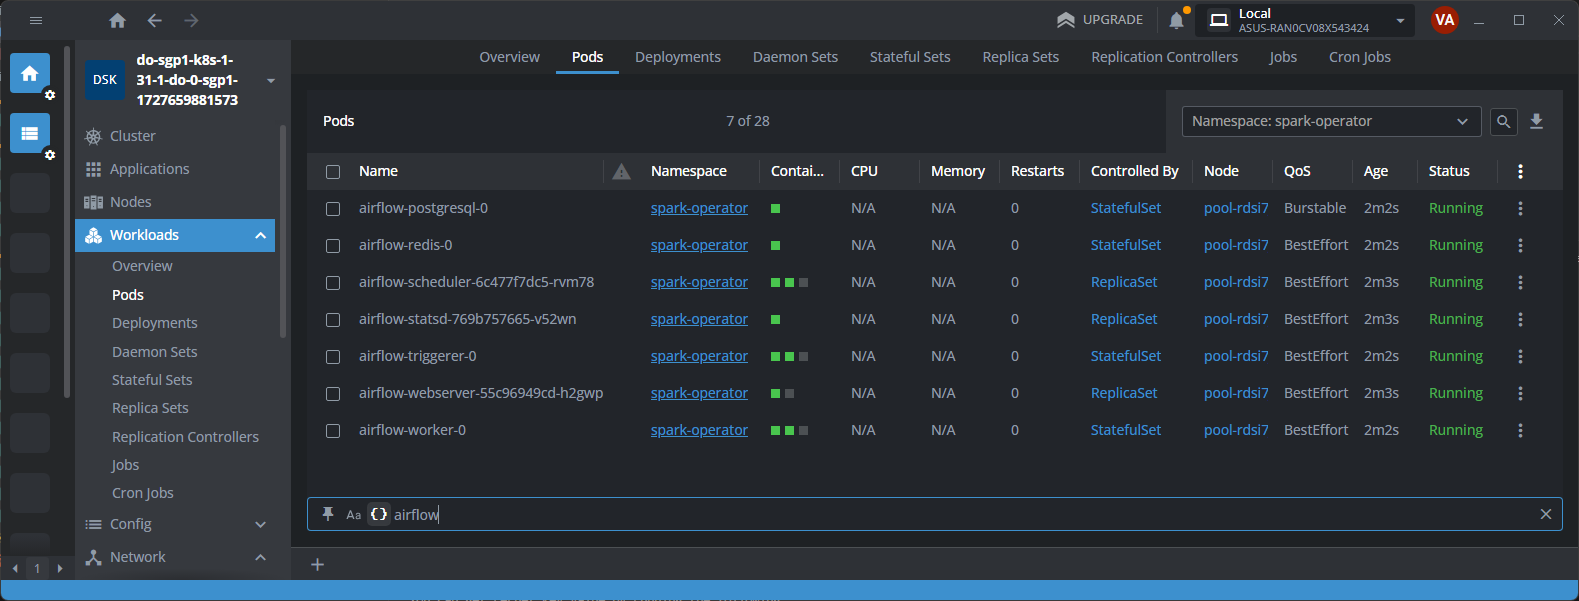 UPGRADE
Local
ASUS-RAN0CV08X543424
VA
DSK
do-sgp1-k8s-1-
31-1-do-0-sgp1-
1727659881573
Overview Pods Deployments Daemon Sets Stateful Sets Replica Sets Replication Controllers Jobs Cron Jobs
Cluster
Applications
Nodes
Workloads
Overview
Pods
Deployments
Daemon Sets
Stateful Sets
Replica Sets
Replication Controllers
Jobs
Cron Jobs
Config
Network
1
Pods 7 of 28 Namespace: spark-operator
Name Namespace Contai... CPU Memory Restarts Controlled By Node QoS Age Status
airflow-postgresql-0 spark-operator N/A N/A 0 StatefulSet pool-rdsi7 Burstable 2m2s Running
airflow-redis-0 spark-operator N/A N/A 0 StatefulSet pool-rdsi7 BestEffort 2m2s Running
airflow-scheduler-6c477f7dc5-rvm78 spark-operator N/A N/A 0 ReplicaSet pool-rdsi7 BestEffort 2m2s Running
airflow-statsd-769b757665-v52wn spark-operator N/A N/A 0 ReplicaSet pool-rdsi7 BestEffort 2m3s Running
airflow-triggerer-0 spark-operator N/A N/A 0 StatefulSet pool-rdsi7 BestEffort 2m2s Running
airflow-webserver-55c96949cd-h2gwp spark-operator N/A N/A 0 ReplicaSet pool-rdsi7 BestEffort 2m3s Running
airflow-worker-0 spark-operator N/A N/A 0 StatefulSet pool-rdsi7 BestEffort 2m2s Running
Aa {} airflow